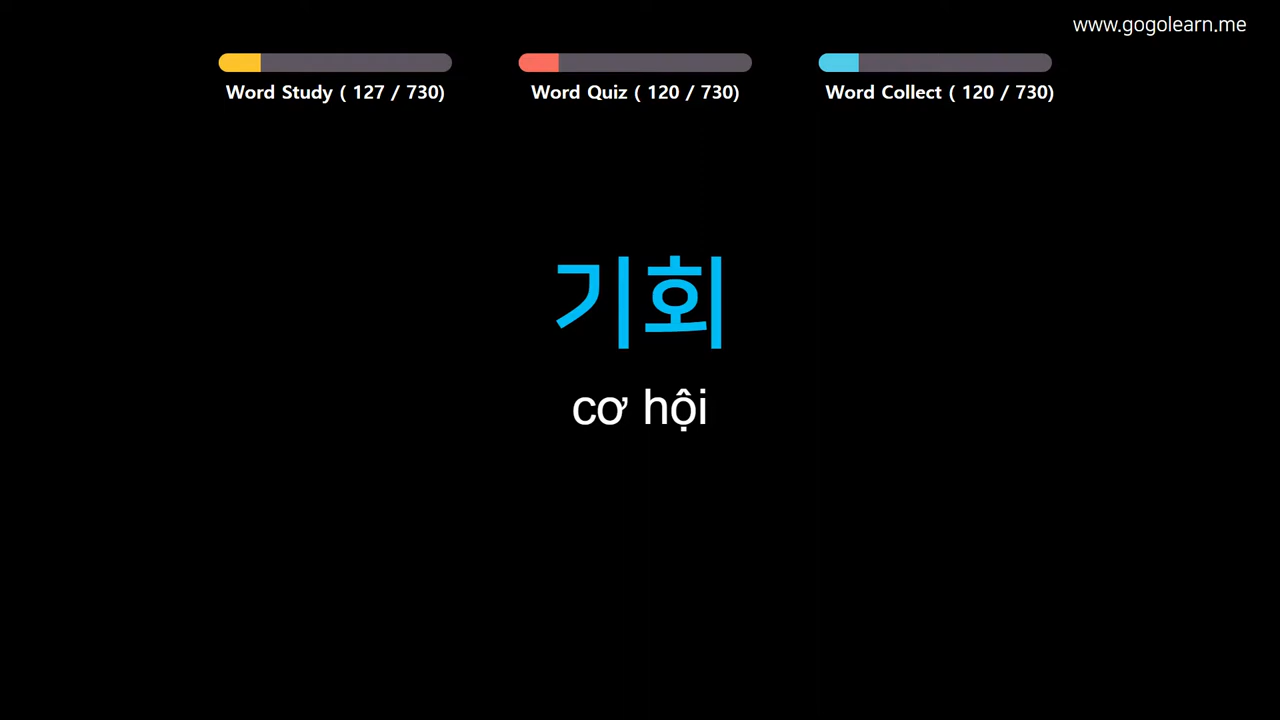 www.gogolearn.me
Word Study ( 127 / 730)
Word Quiz ( 120 / 730)
Word Collect ( 120 / 730)
기회
cơ hội